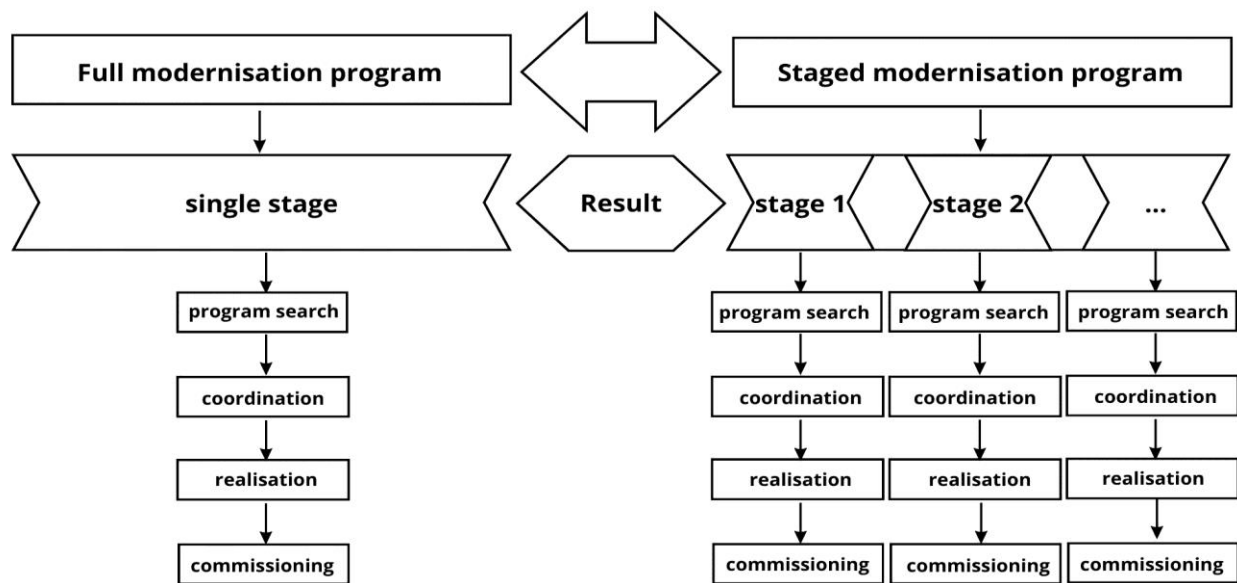 Full modernisation program
Staged modernisation program
single stage
Result
stage 1
stage 2
...
program search
program search
program search
program search
coordination
coordination
coordination
coordination
realisation
realisation
realisation
realisation
commissioning
commissioning
commissioning
commissioning